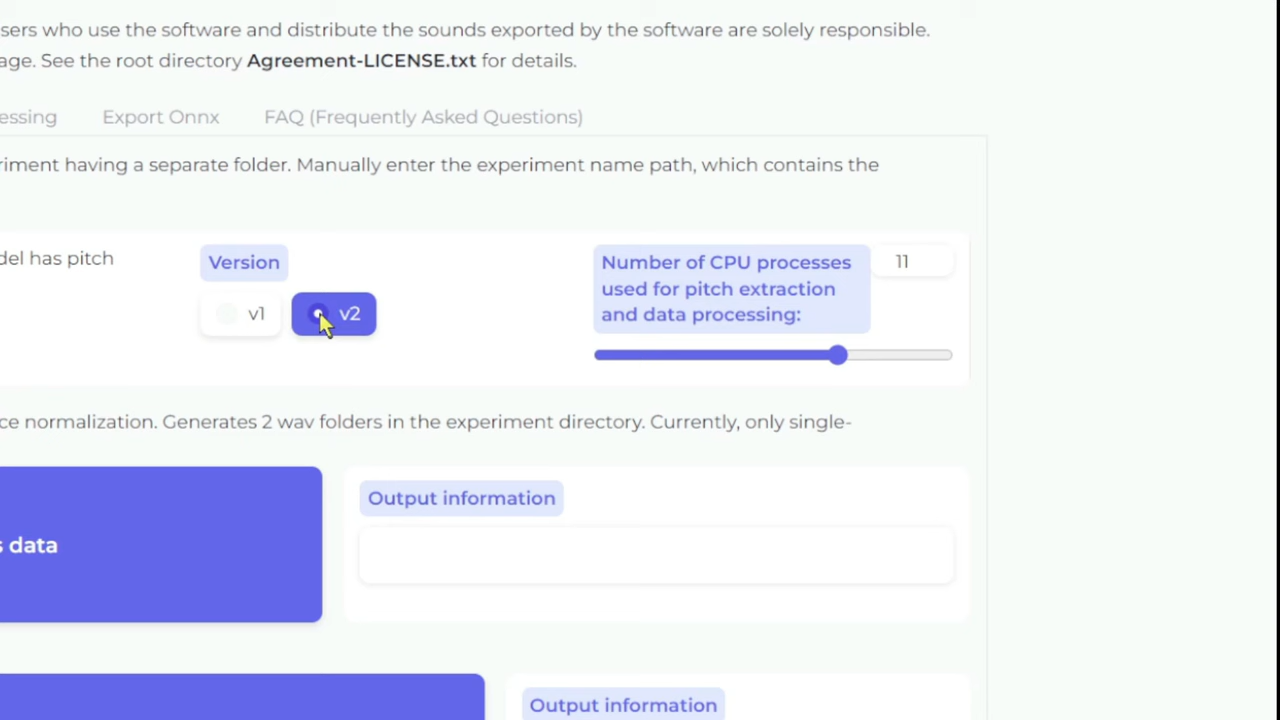 sers who use the software and distribute the sounds exported by the software are solely responsible.
age. See the root directory Agreement-LICENSE.txt for details.
essing Export Onnx FAQ (Frequently Asked Questions)
riment having a separate folder. Manually enter the experiment name path, which contains the
del has pitch
Version
v1 v2
Number of CPU processes
used for pitch extraction
and data processing:
11
ce normalization. Generates 2 wav folders in the experiment directory. Currently, only single-
s data
Output information
Output information